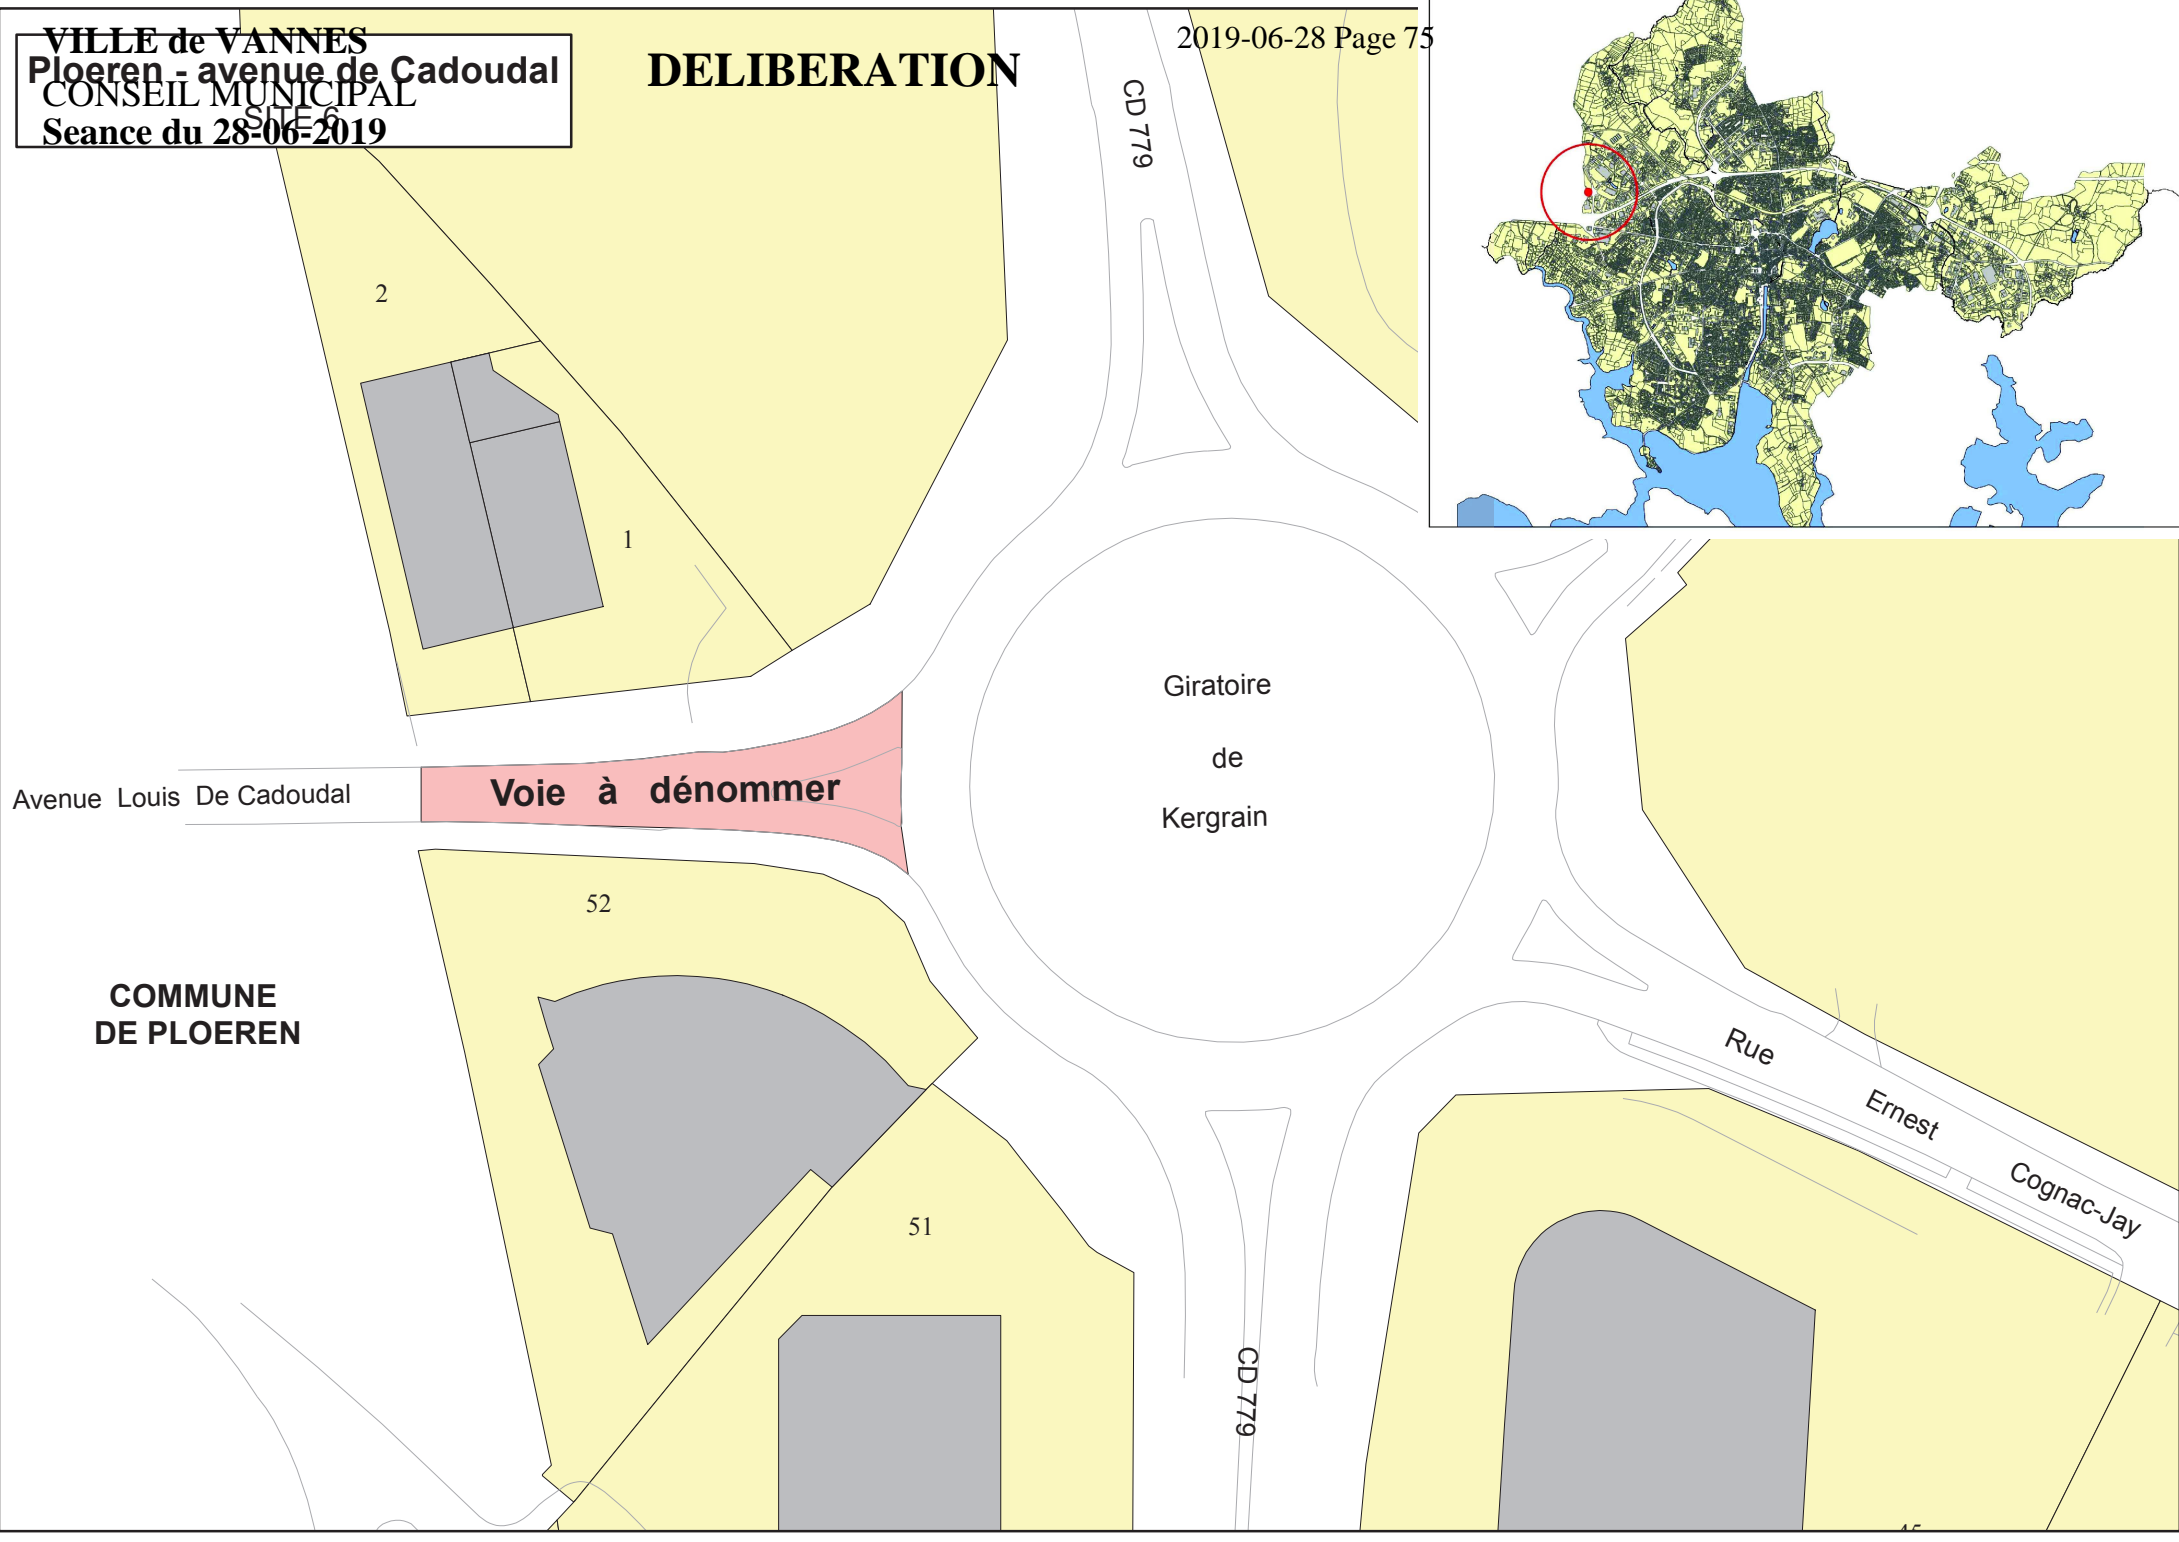 VILLE de VANNES
Ploeren - avenue de Cadoudal
CONSEIL MUNICIPAL
SITE 6
Seance du 28-06-2019
DELIBERATION
2019-06-28 Page 75
CD 779
2
1
Giratoire
de
Kergrain
Avenue Louis De Cadoudal
Voie à dénommer
52
COMMUNE
DE PLOEREN
Rue
Ernest
Cognac-Jay
51
CD 779